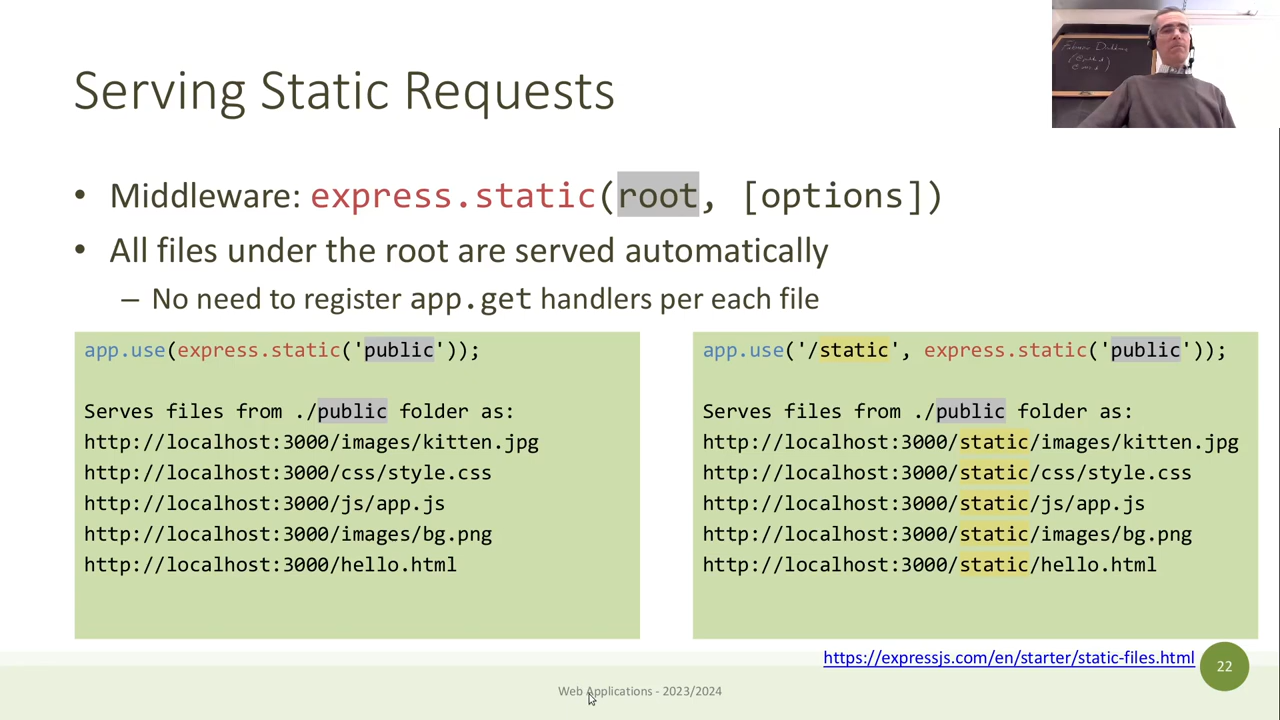 Serving Static Requests
• Middleware: express.static(root, [options])
• All files under the root are served automatically
– No need to register app.get handlers per each file
app.use(express.static('public'));
Serves files from ./public folder as:
http://localhost:3000/images/kitten.jpg
http://localhost:3000/css/style.css
http://localhost:3000/js/app.js
http://localhost:3000/images/bg.png
http://localhost:3000/hello.html
app.use('/static', express.static('public'));
Serves files from ./public folder as:
http://localhost:3000/static/images/kitten.jpg
http://localhost:3000/static/css/style.css
http://localhost:3000/static/js/app.js
http://localhost:3000/static/images/bg.png
http://localhost:3000/static/hello.html
https://expressjs.com/en/starter/static-files.html
22
Web Applications - 2023/2024